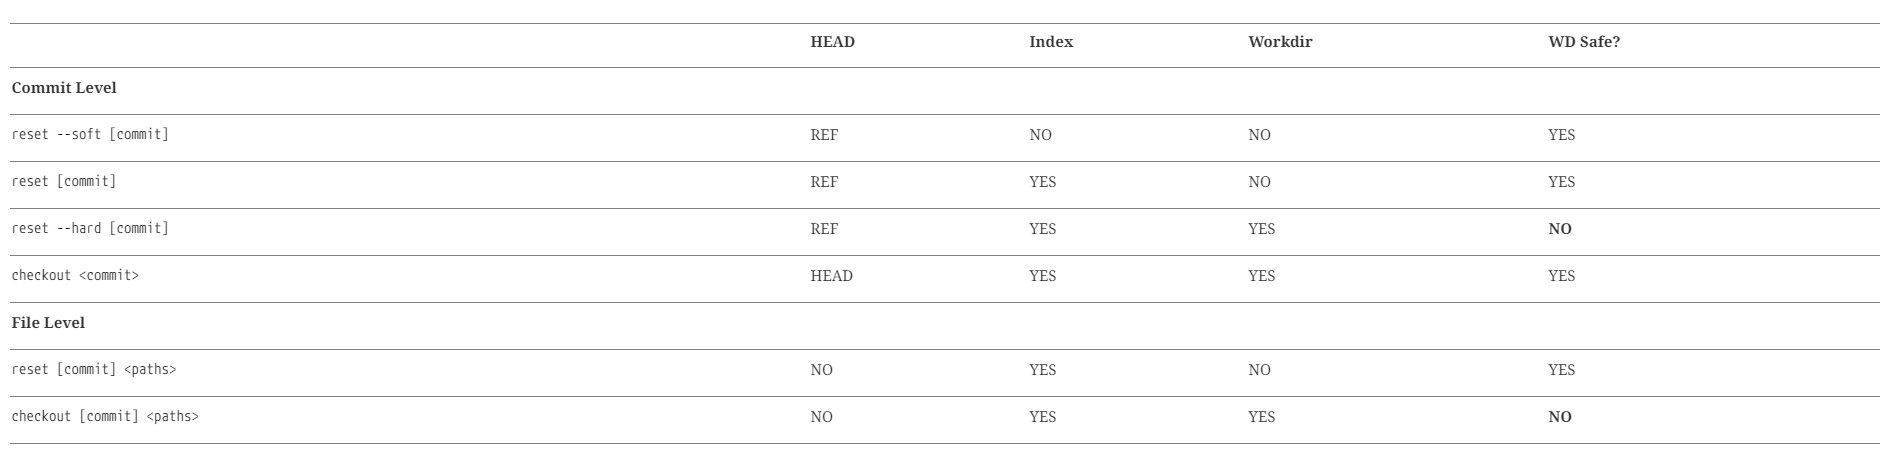 HEAD Index Workdir WD Safe?
Commit Level
reset --soft [commit] REF NO NO YES
reset [commit] REF YES NO YES
reset --hard [commit] REF YES YES NO
checkout <commit> HEAD YES YES YES
File Level
reset [commit] <paths> NO YES NO YES
checkout [commit] <paths> NO YES YES NO